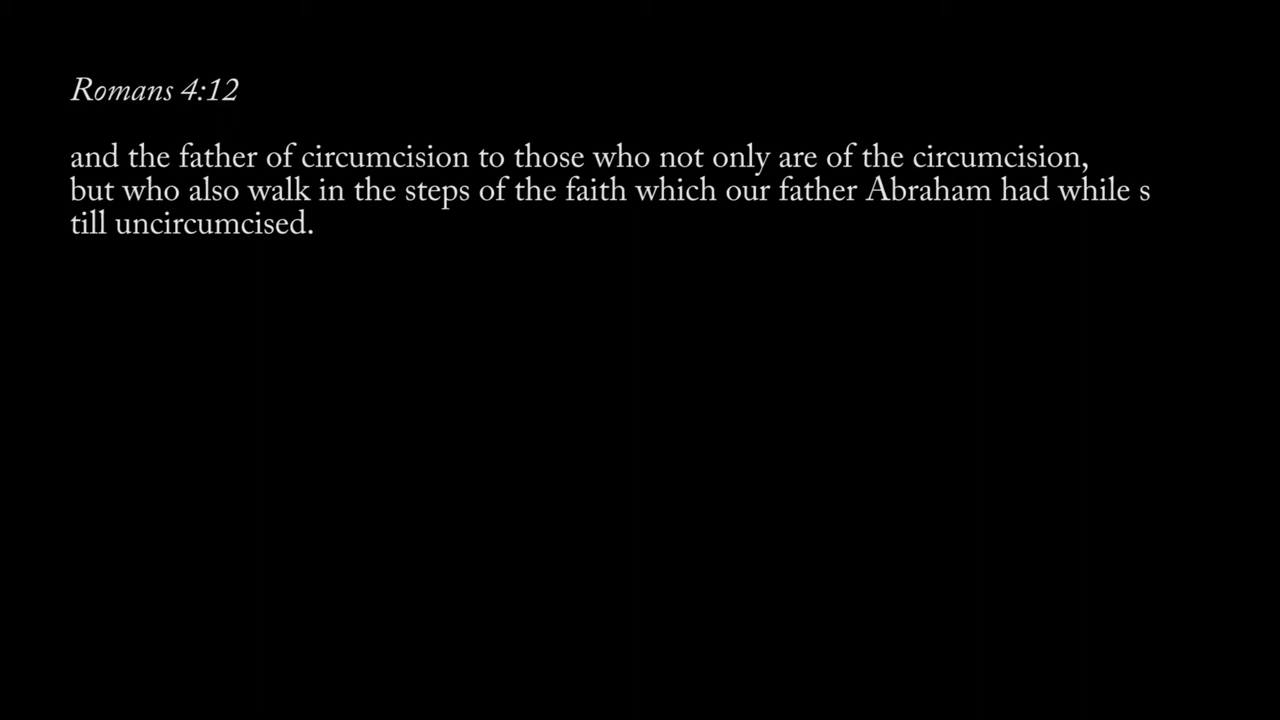 Romans 4:12
and the father of circumcision to those who not only are of the circumcision,
but who also walk in the steps of the faith which our father Abraham had while s
till uncircumcised.